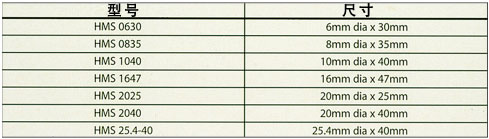 型号 尺寸
HMS 0630 6mm dia x 30mm
HMS 0835 8mm dia x 35mm
HMS 1040 10mm dia x 40mm
HMS 1647 16mm dia x 47mm
HMS 2025 20mm dia x 25mm
HMS 2040 20mm dia x 40mm
HMS 25.4-40 25.4mm dia x 40mm